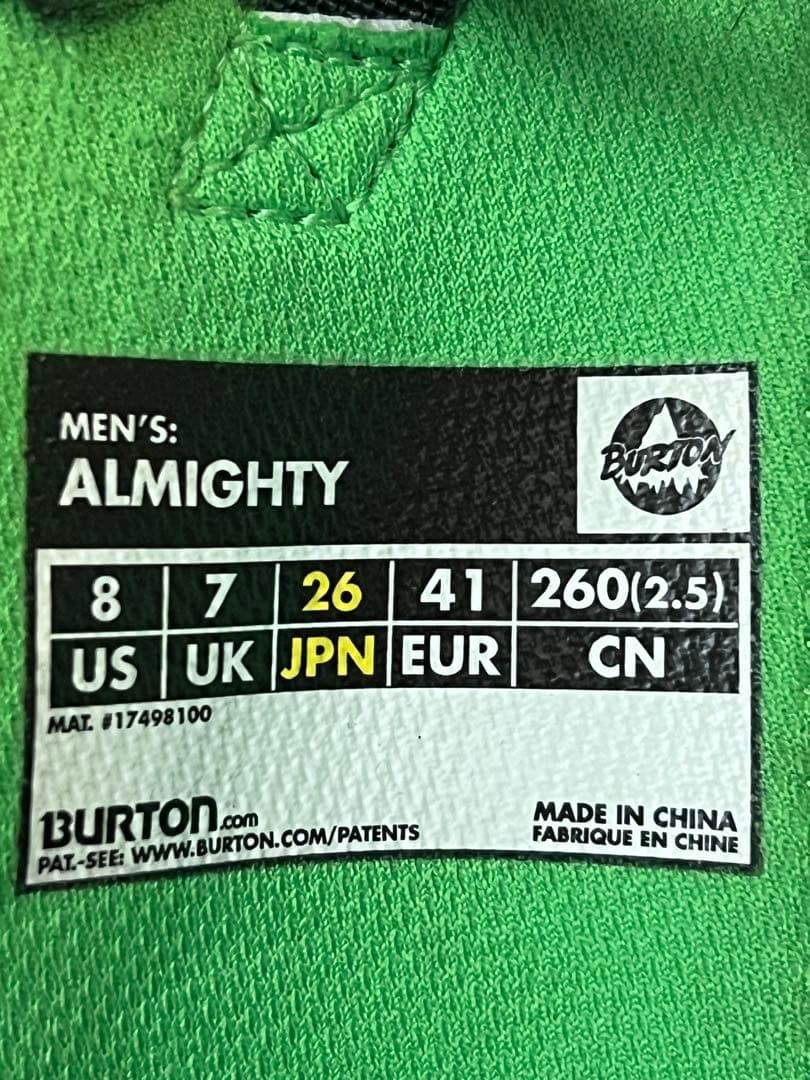 MEN'S:
ALMIGHTY
BURTON
8 7 26 41 260(2.5)
US UK JPN EUR CN
MAT. #17498100
BURTON.com
PAT.-SEE: WWW.BURTON.COM/PATENTS
MADE IN CHINA
FABRIQUE EN CHINE